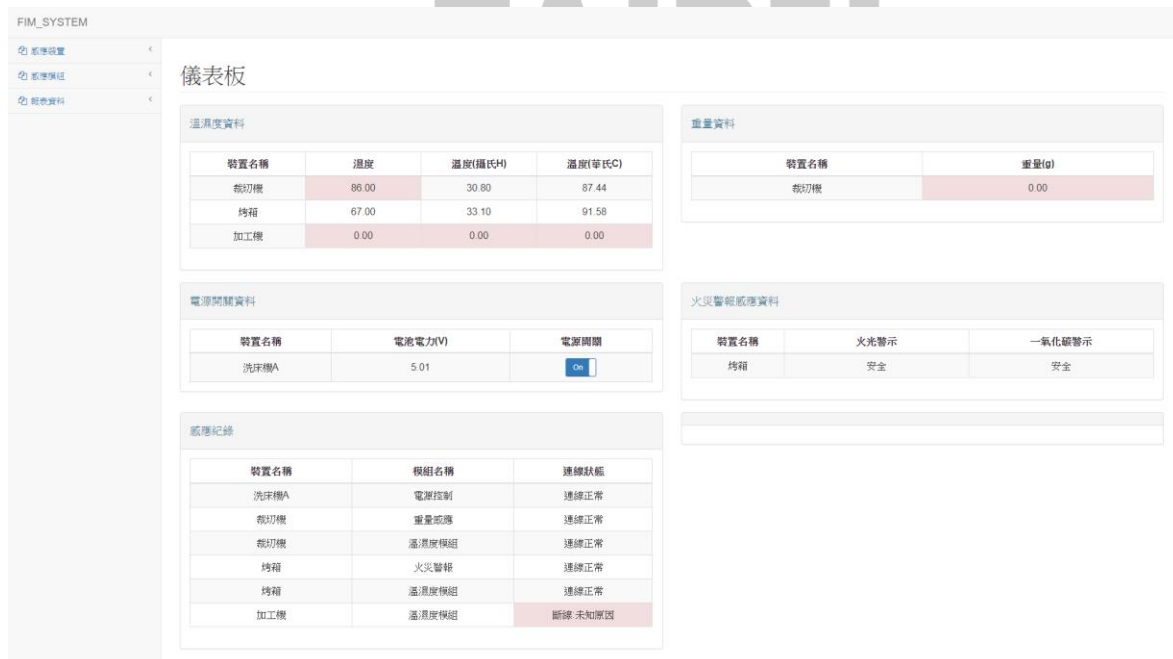 FIM_SYSTEM
感應裝置
感應模組
報表資料
儀表板
溫濕度資料
裝置名稱 濕度 溫度(攝氏H) 溫度(華氏C)
裁切機 86.00 30.80 87.44
烤箱 67.00 33.10 91.58
加工機 0.00 0.00 0.00
重量資料
裝置名稱 重量(g)
裁切機 0.00
電源開關資料
裝置名稱 電池電力(V) 電源開關
洗床機A 5.01 On
火災警報感應資料
裝置名稱 火光警示 一氧化碳警示
烤箱 安全 安全
感應紀錄
裝置名稱 模組名稱 連線狀態
洗床機A 電源控制 連線正常
裁切機 重量感應 連線正常
裁切機 溫濕度模組 連線正常
烤箱 火災警報 連線正常
烤箱 溫濕度模組 連線正常
加工機 溫濕度模組 斷線:未知原因